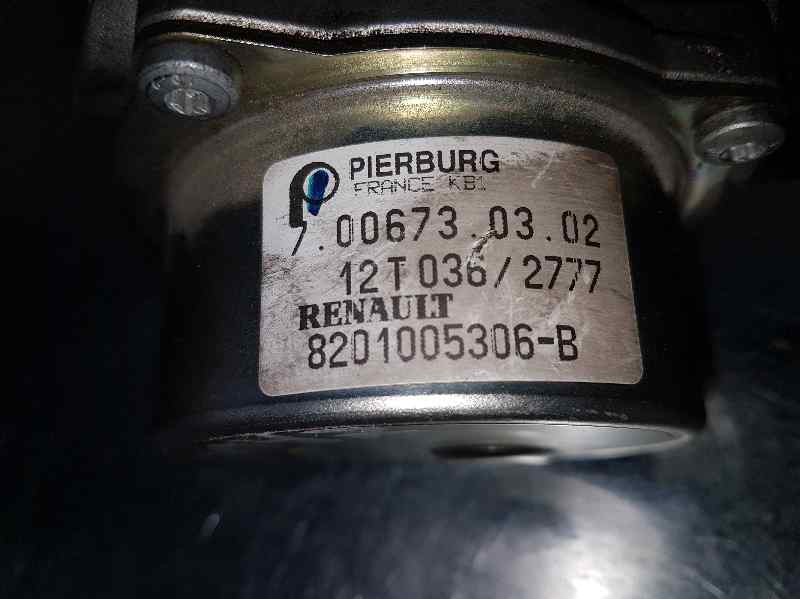 PIERBURG
FRANCE KB1
7.00673.03.02
12T036/2777
RENAULT
8201005306-B